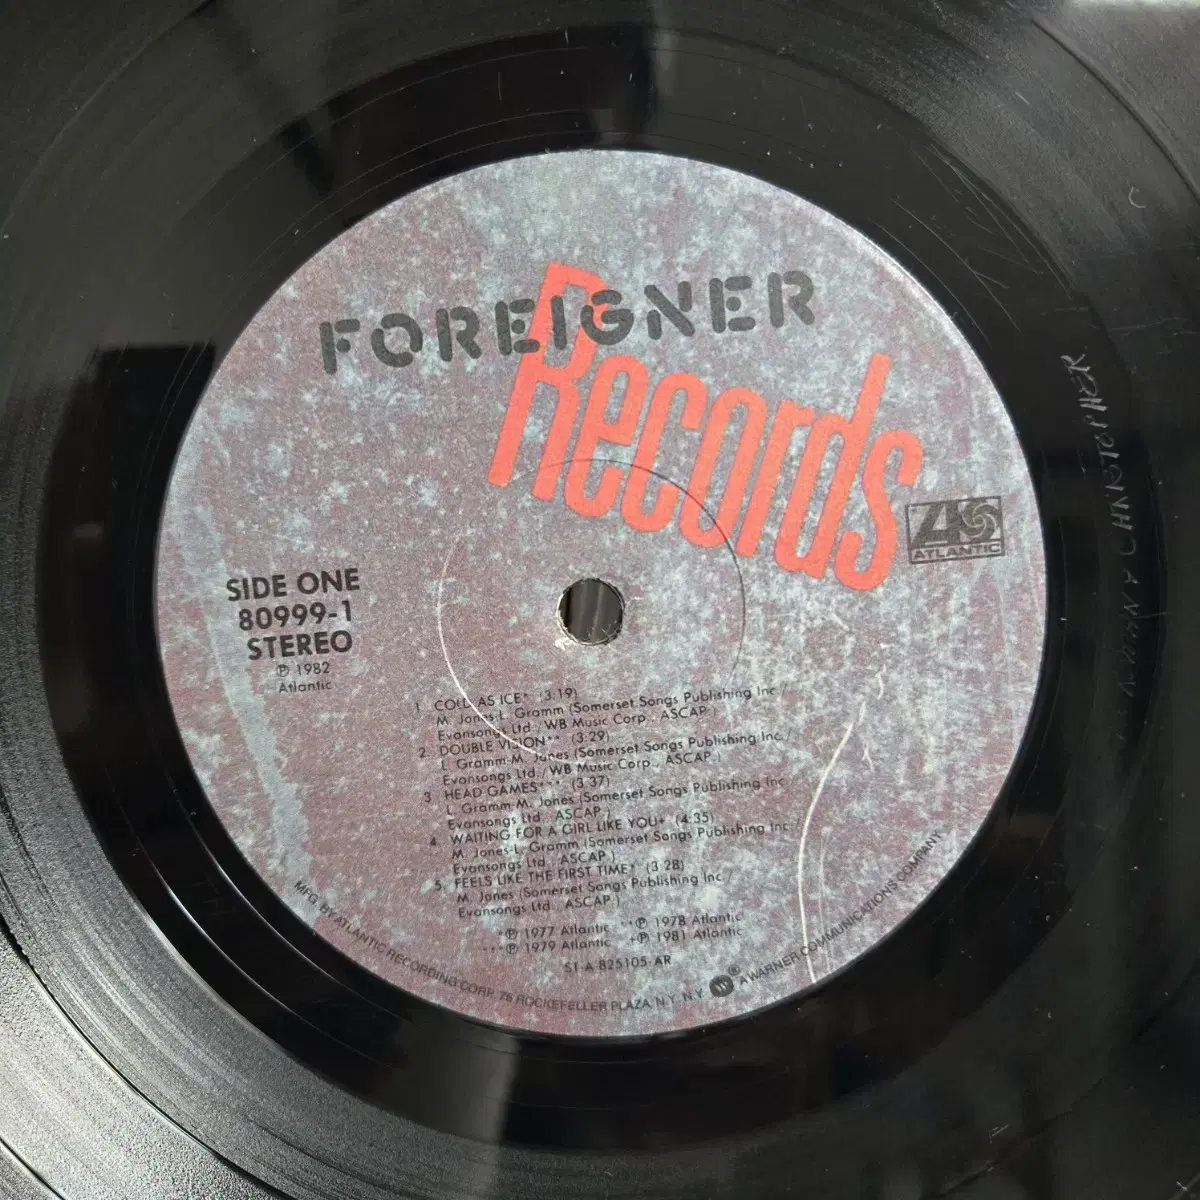 FOREIGNER
Records
ATLANTIC
SIDE ONE
80999-1
STEREO
℗ 1982
Atlantic
1. COLD AS ICE* (3:19)
M. Jones-L. Gramm (Somerset Songs Publishing Inc./
Evansongs Ltd./WB Music Corp., ASCAP.)
2. DOUBLE VISION** (3:29)
L. Gramm-M. Jones (Somerset Songs Publishing Inc./
Evansongs Ltd./WB Music Corp., ASCAP.)
3. HEAD GAMES*** (3:37)
L. Gramm-M. Jones (Somerset Songs Publishing Inc./
Evansongs Ltd., ASCAP.)
4. WAITING FOR A GIRL LIKE YOU+ (4:35)
M. Jones-L. Gramm (Somerset Songs Publishing Inc./
Evansongs Ltd., ASCAP.)
5. FEELS LIKE THE FIRST TIME* (3:28)
M. Jones (Somerset Songs Publishing Inc./
Evansongs Ltd., ASCAP.)
*℗ 1977 Atlantic **℗ 1978 Atlantic
***℗ 1979 Atlantic +℗ 1981 Atlantic
ST-A-825105-AR
MFG. BY ATLANTIC RECORDING CORP., 75 ROCKEFELLER PLAZA, N.Y., N.Y. ® A WARNER COMMUNICATIONS COMPANY
CHRISTOPHER